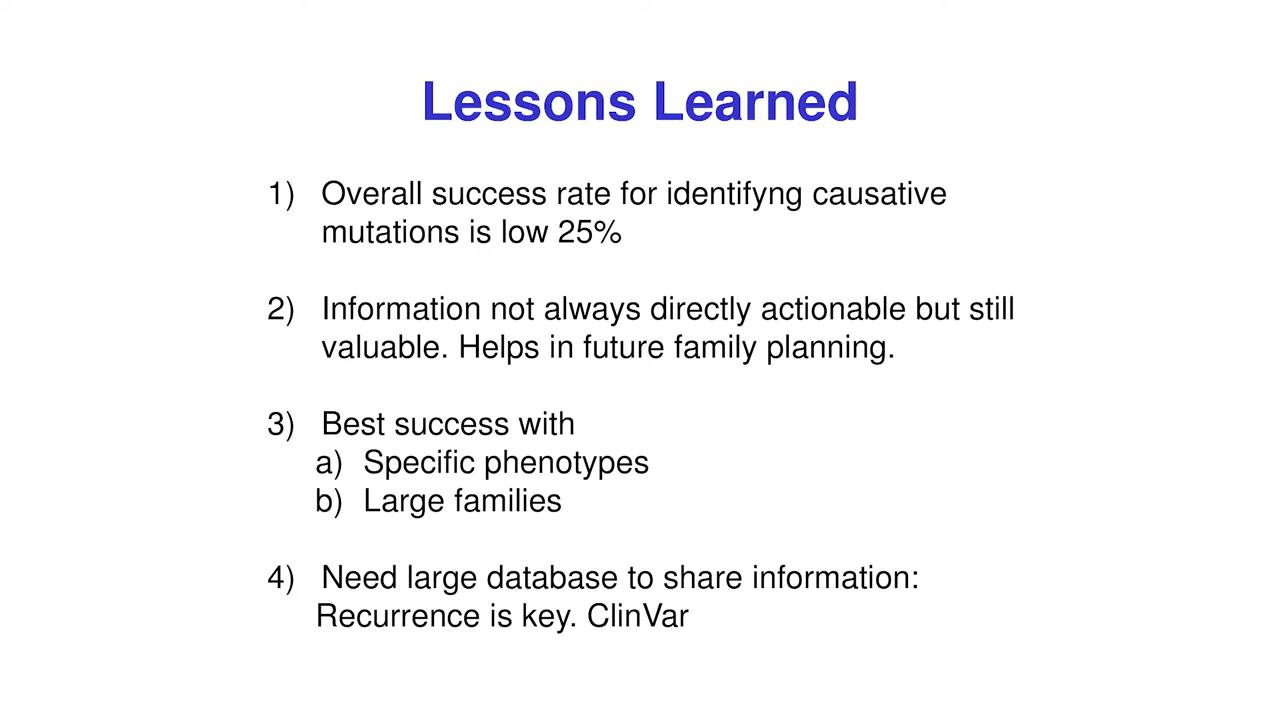 Lessons Learned
1) Overall success rate for identifyng causative
mutations is low 25%
2) Information not always directly actionable but still
valuable. Helps in future family planning.
3) Best success with
a) Specific phenotypes
b) Large families
4) Need large database to share information:
Recurrence is key. ClinVar